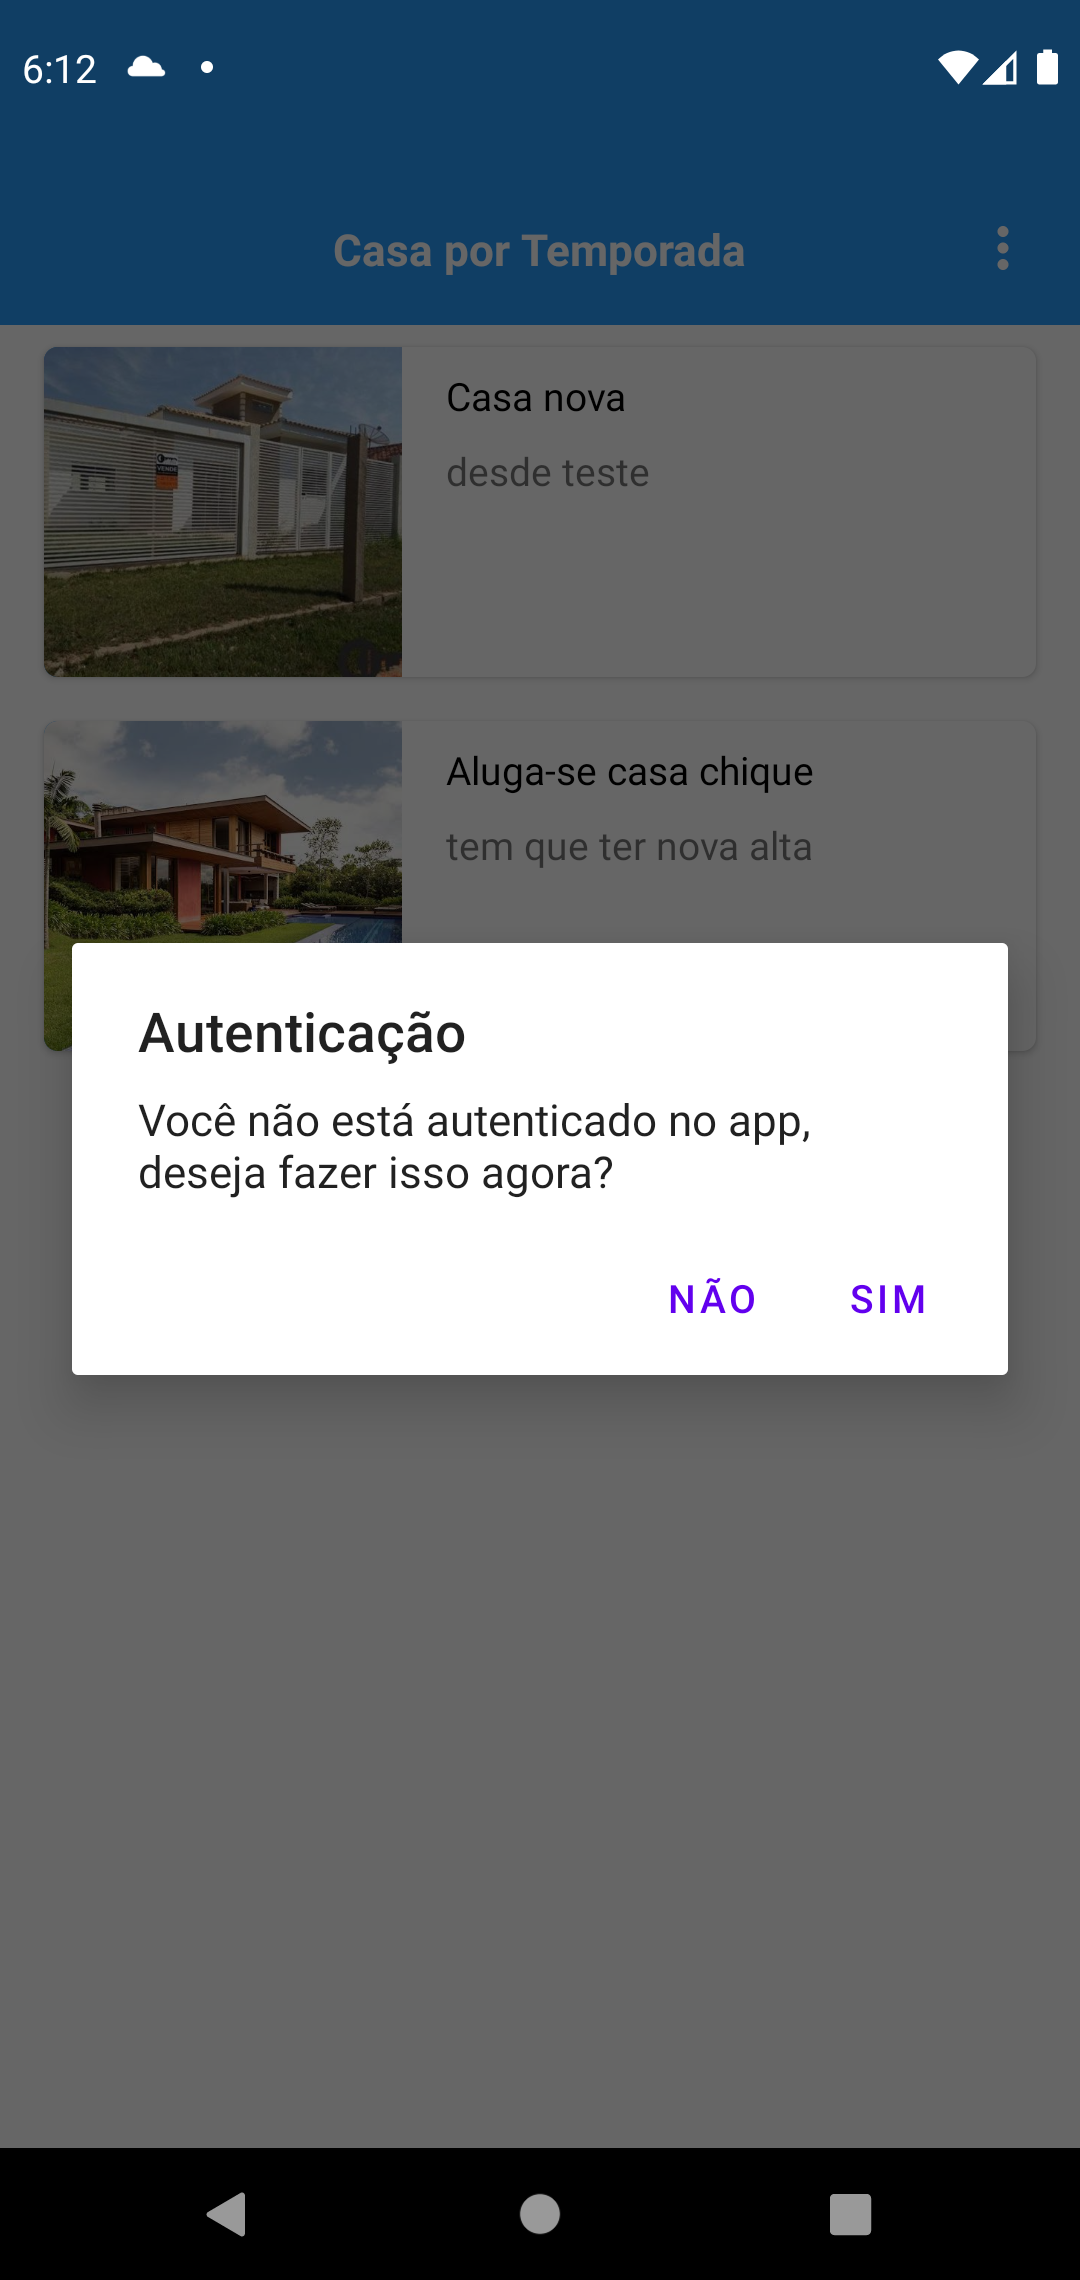 6:12
Casa por Temporada
Casa nova
desde teste
VENDE
Aluga-se casa chique
tem que ter nova alta
Autenticação
Você não está autenticado no app,
deseja fazer isso agora?
NÃO
SIM